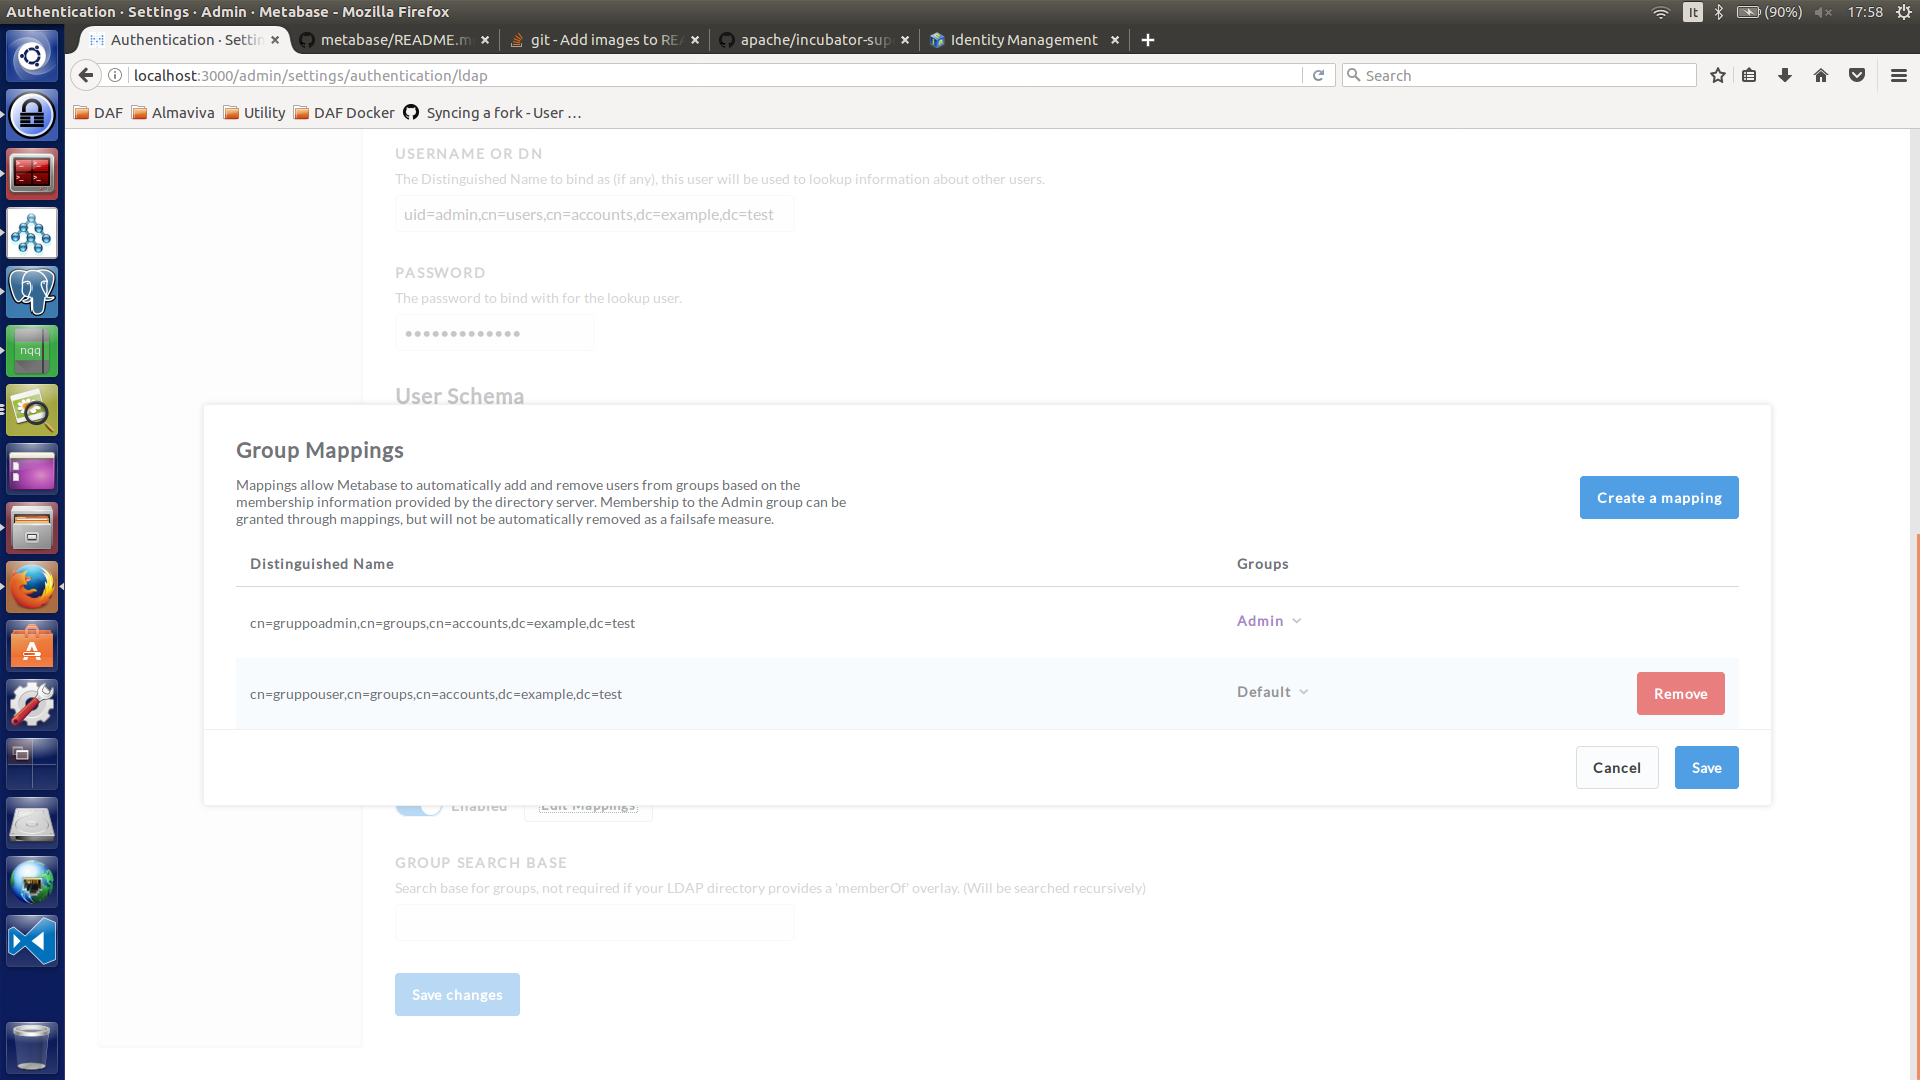 Authentication · Settings · Admin · Metabase - Mozilla Firefox
It
(90%)
17:58
Authentication · Settin
metabase/README.m
git - Add images to REA
apache/incubator-sup
Identity Management
localhost:3000/admin/settings/authentication/ldap
Search
DAF
Almaviva
Utility
DAF Docker
Syncing a fork - User …
USERNAME OR DN
The Distinguished Name to bind as (if any), this user will be used to lookup information about other users.
uid=admin,cn=users,cn=accounts,dc=example,dc=test
PASSWORD
The password to bind with for the lookup user.
•••••••••••••
User Schema
Group Mappings
Mappings allow Metabase to automatically add and remove users from groups based on the
membership information provided by the directory server. Membership to the Admin group can be
granted through mappings, but will not be automatically removed as a failsafe measure.
Create a mapping
Distinguished Name
Groups
cn=gruppoadmin,cn=groups,cn=accounts,dc=example,dc=test
Admin
cn=gruppouser,cn=groups,cn=accounts,dc=example,dc=test
Default
Remove
Cancel
Save
Enabled
Edit Mappings
GROUP SEARCH BASE
Search base for groups, not required if your LDAP directory provides a 'memberOf' overlay. (Will be searched recursively)
Save changes
nqq